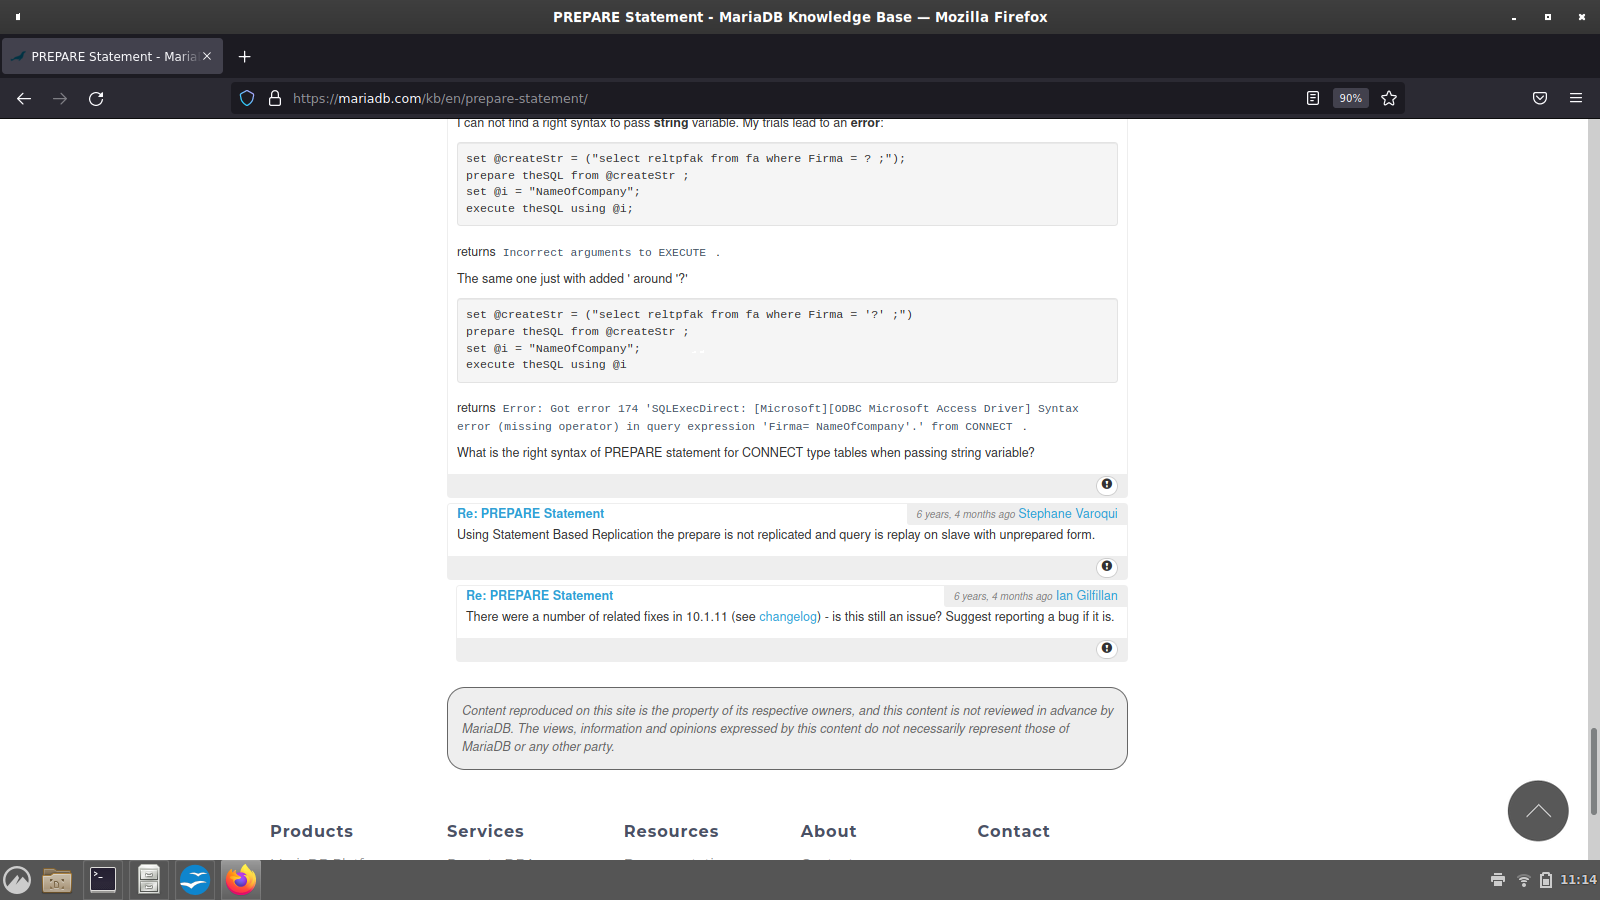 PREPARE Statement - MariaDB Knowledge Base — Mozilla Firefox
PREPARE Statement - Maria
https://mariadb.com/kb/en/prepare-statement/
90%
I can not find a right syntax to pass string variable. My trials lead to an error:
set @createStr = ("select reltpfak from fa where Firma = ? ;");
prepare theSQL from @createStr ;
set @i = "NameOfCompany";
execute theSQL using @i;
returns Incorrect arguments to EXECUTE .
The same one just with added ' around '?'
set @createStr = ("select reltpfak from fa where Firma = '?' ;")
prepare theSQL from @createStr ;
set @i = "NameOfCompany";
execute theSQL using @i
returns Error: Got error 174 'SQLExecDirect: [Microsoft][ODBC Microsoft Access Driver] Syntax
error (missing operator) in query expression 'Firma= NameOfCompany'.' from CONNECT .
What is the right syntax of PREPARE statement for CONNECT type tables when passing string variable?
Re: PREPARE Statement
6 years, 4 months ago Stephane Varoqui
Using Statement Based Replication the prepare is not replicated and query is replay on slave with unprepared form.
Re: PREPARE Statement
6 years, 4 months ago Ian Gilfillan
There were a number of related fixes in 10.1.11 (see changelog) - is this still an issue? Suggest reporting a bug if it is.
Content reproduced on this site is the property of its respective owners, and this content is not reviewed in advance by
MariaDB. The views, information and opinions expressed by this content do not necessarily represent those of
MariaDB or any other party.
Products Services Resources About Contact
11:14